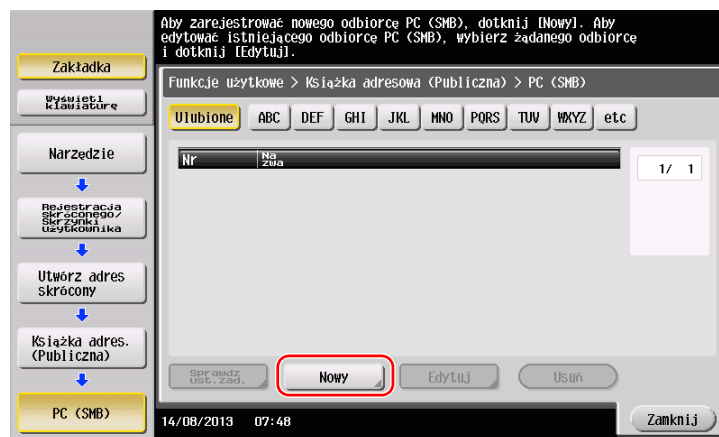 Aby zarejestrować nowego odbiorcę PC (SMB), dotknij [Nowy]. Aby
edytować istniejącego odbiorcę PC (SMB), wybierz żądanego odbiorcę
i dotknij [Edytuj].
Zakładka
Wyświetl
klawiaturę
Narzędzie
Rejestracja
skróconego/
Skrzynki
użytkownika
Utwórz adres
skrócony
Książka adres.
(Publiczna)
PC (SMB)
Funkcje użytkowe > Książka adresowa (Publiczna) > PC (SMB)
Ulubione ABC DEF GHI JKL MNO PQRS TUV WXYZ etc
Nr Na
zwa
1/ 1
Sprawdz
ust.zad.
Nowy
Edytuj
Usuń
14/08/2013 07:48
Zamknij